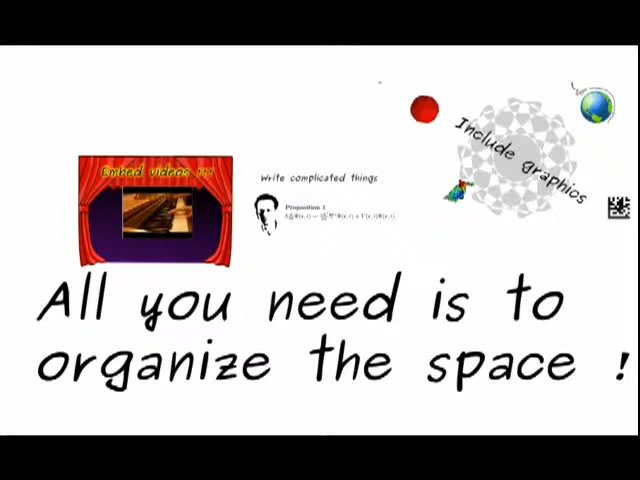 Include graphics
Embed videos !!!
Write complicated things
Proposition 1
All you need is to
organize the space !